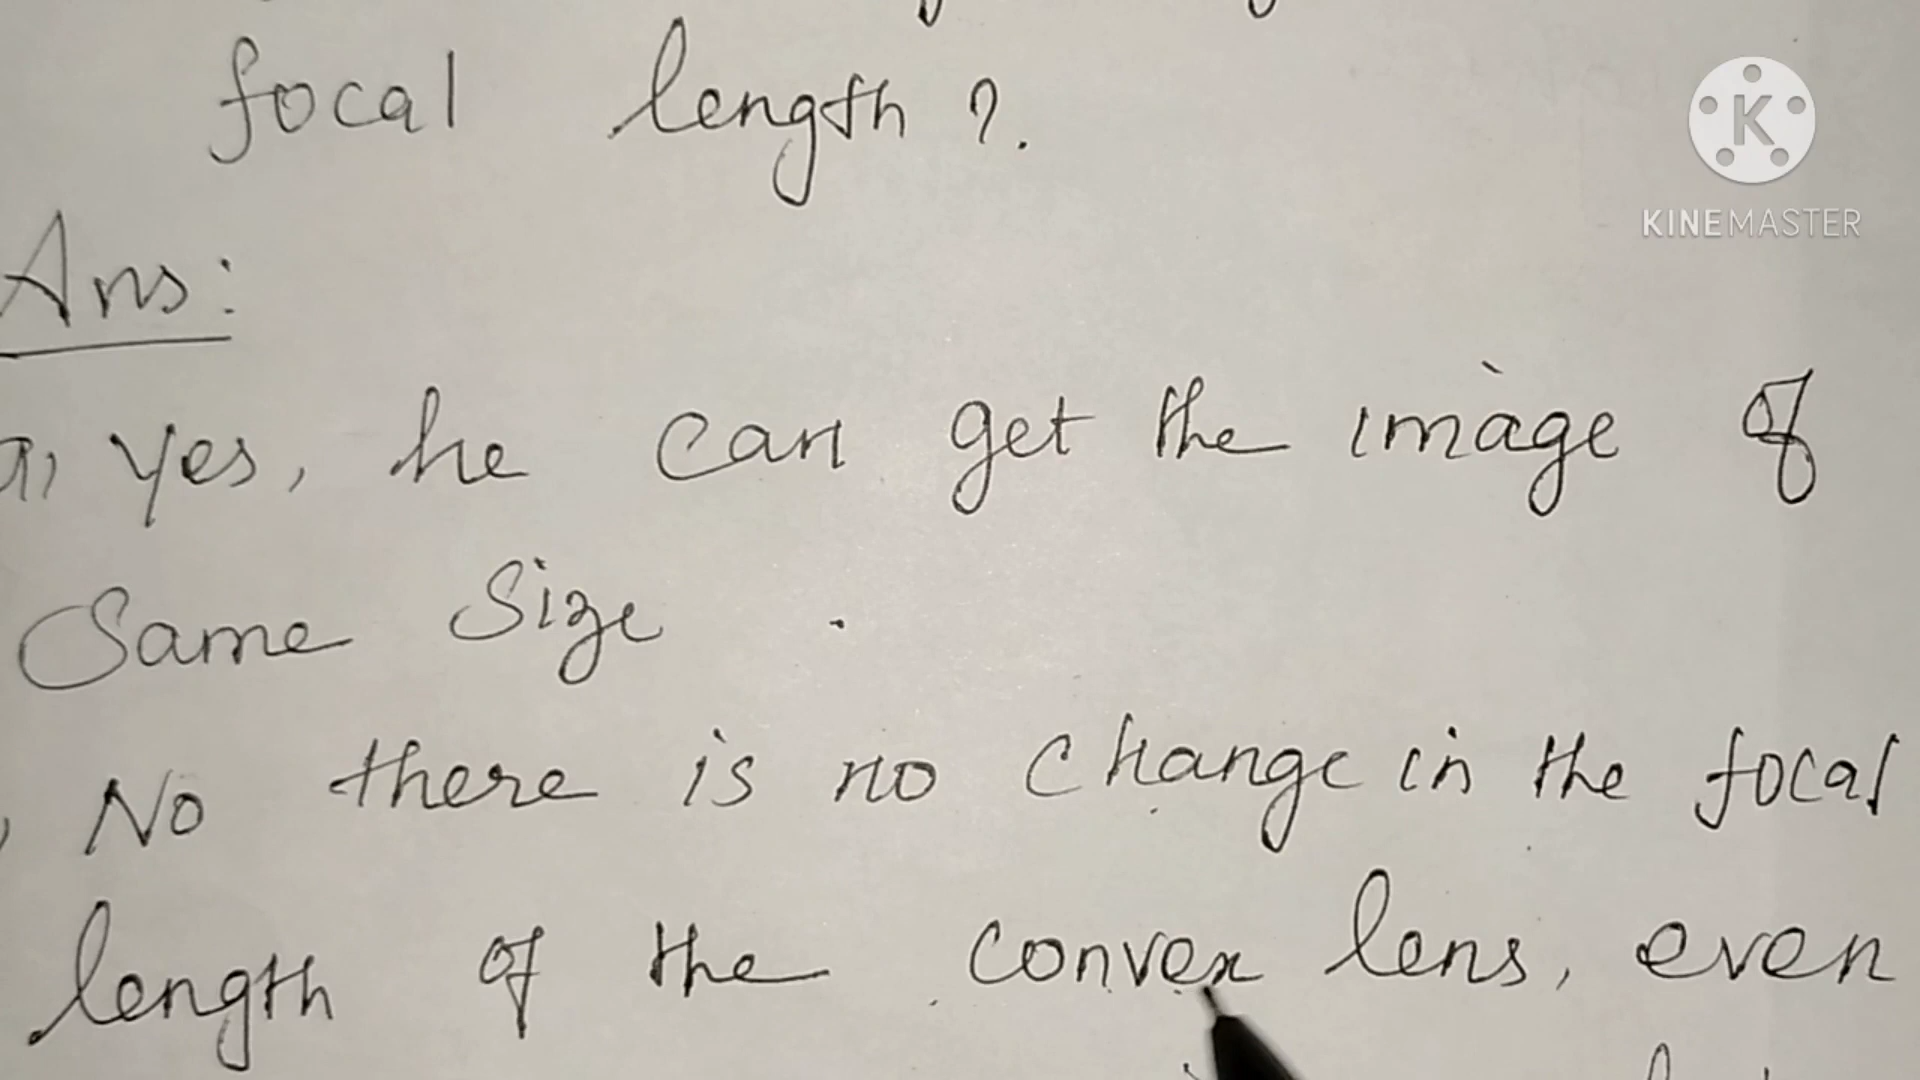 focal length ?.
K
KINEMASTER
Ans:
a, yes, he can get the image of
Same Size .
, No there is no change in the focal
length of the convex lens, even